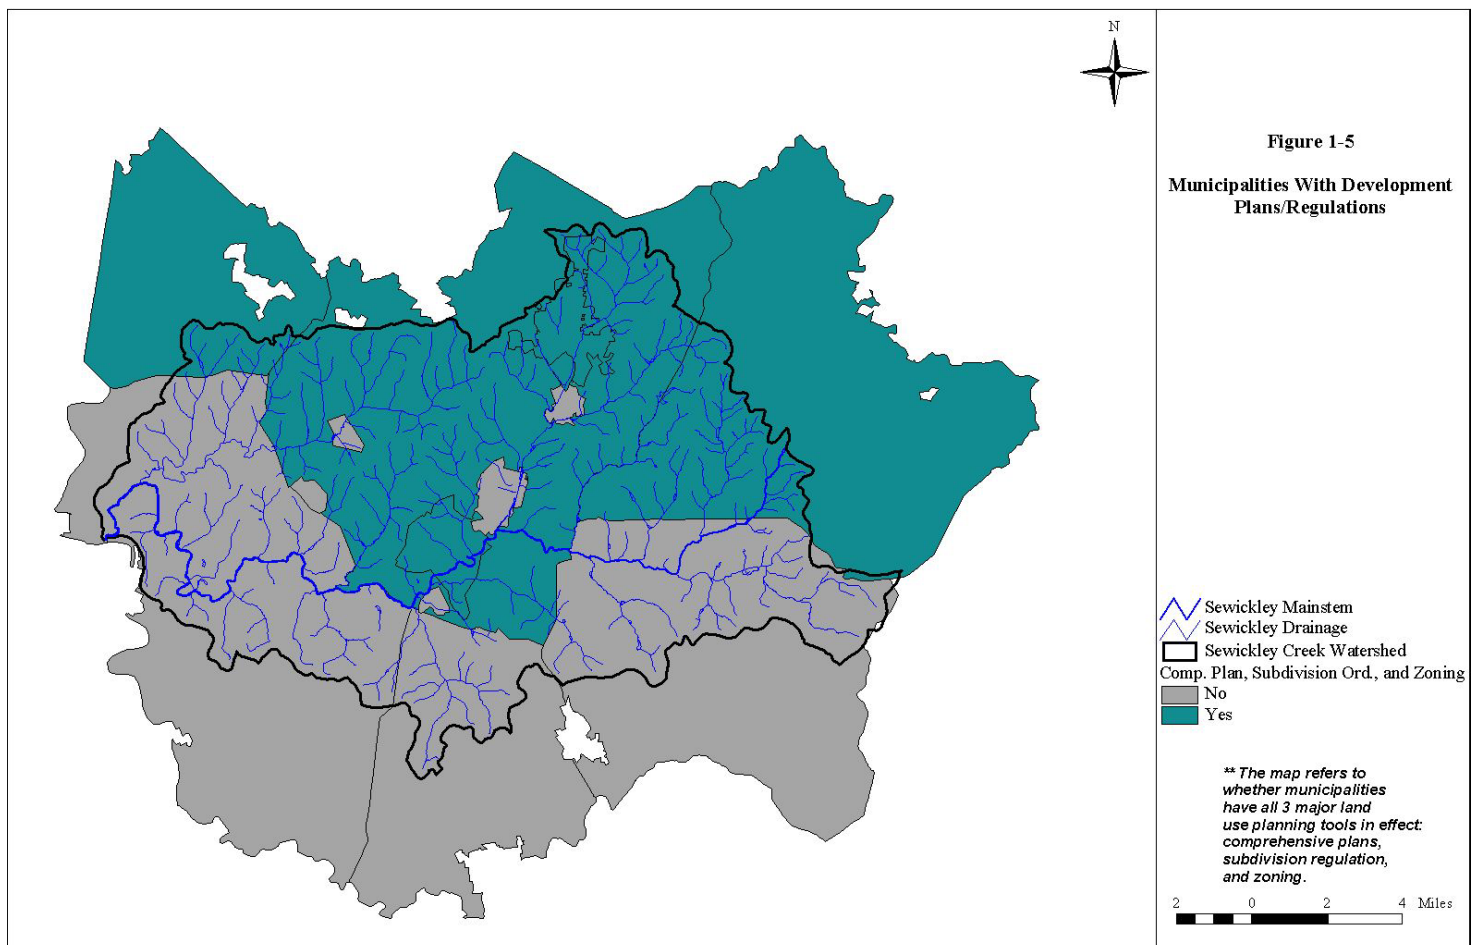 N
Figure 1-5
Municipalities With Development
Plans/Regulations
Sewickley Mainstem
Sewickley Drainage
Sewickley Creek Watershed
Comp. Plan, Subdivision Ord., and Zoning
No
Yes
** The map refers to
whether municipalities
have all 3 major land
use planning tools in effect:
comprehensive plans,
subdivision regulation,
and zoning.
2 0 2 4 Miles